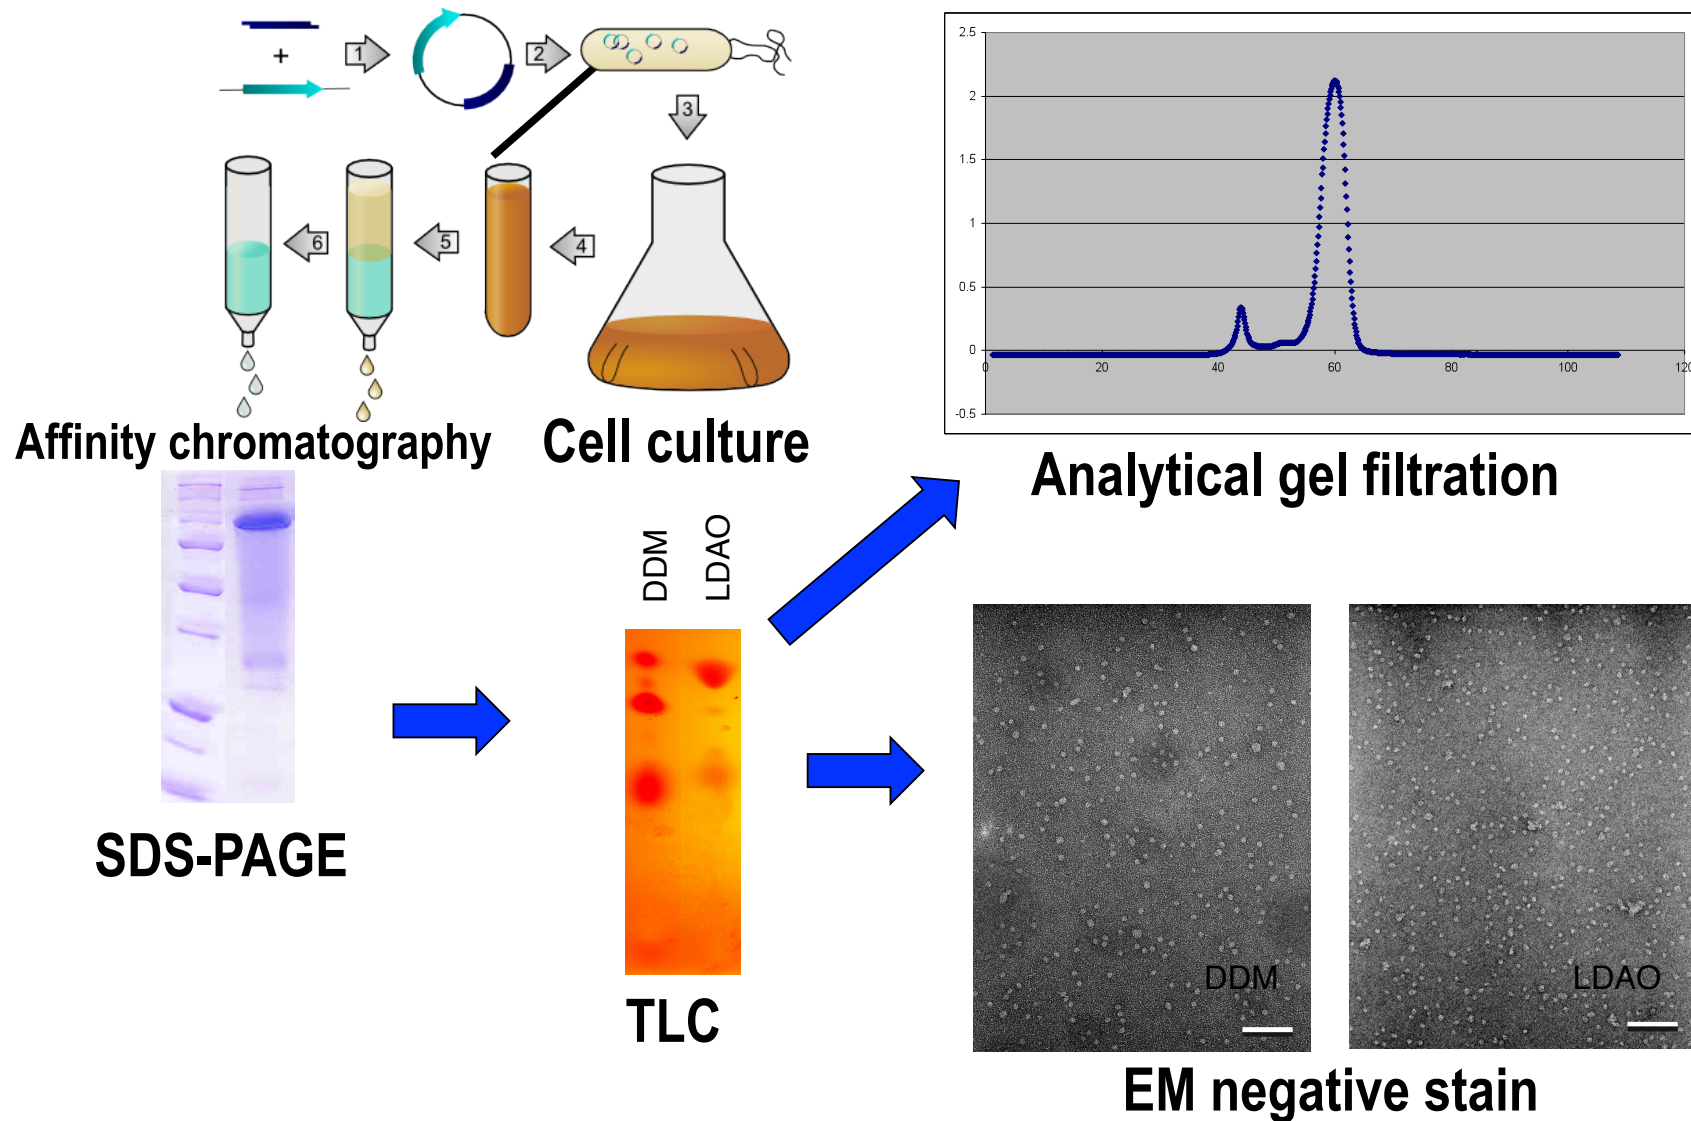 +
1
2
3
4
5
6
Affinity chromatography
Cell culture
2.5
2
1.5
1
0.5
0
-0.5
0
20
40
60
80
100
120
Analytical gel filtration
SDS-PAGE
DDM
LDAO
TLC
DDM
LDAO
EM negative stain